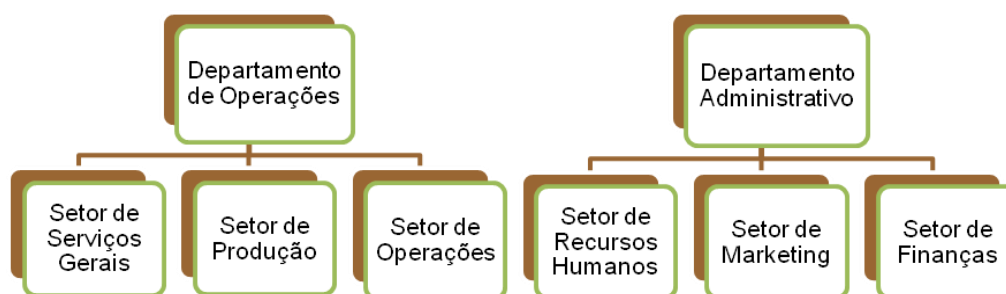 Departamento
de Operações
Departamento
Administrativo
Setor de
Serviços
Gerais
Setor de
Produção
Setor de
Operações
Setor de
Recursos
Humanos
Setor de
Marketing
Setor de
Finanças